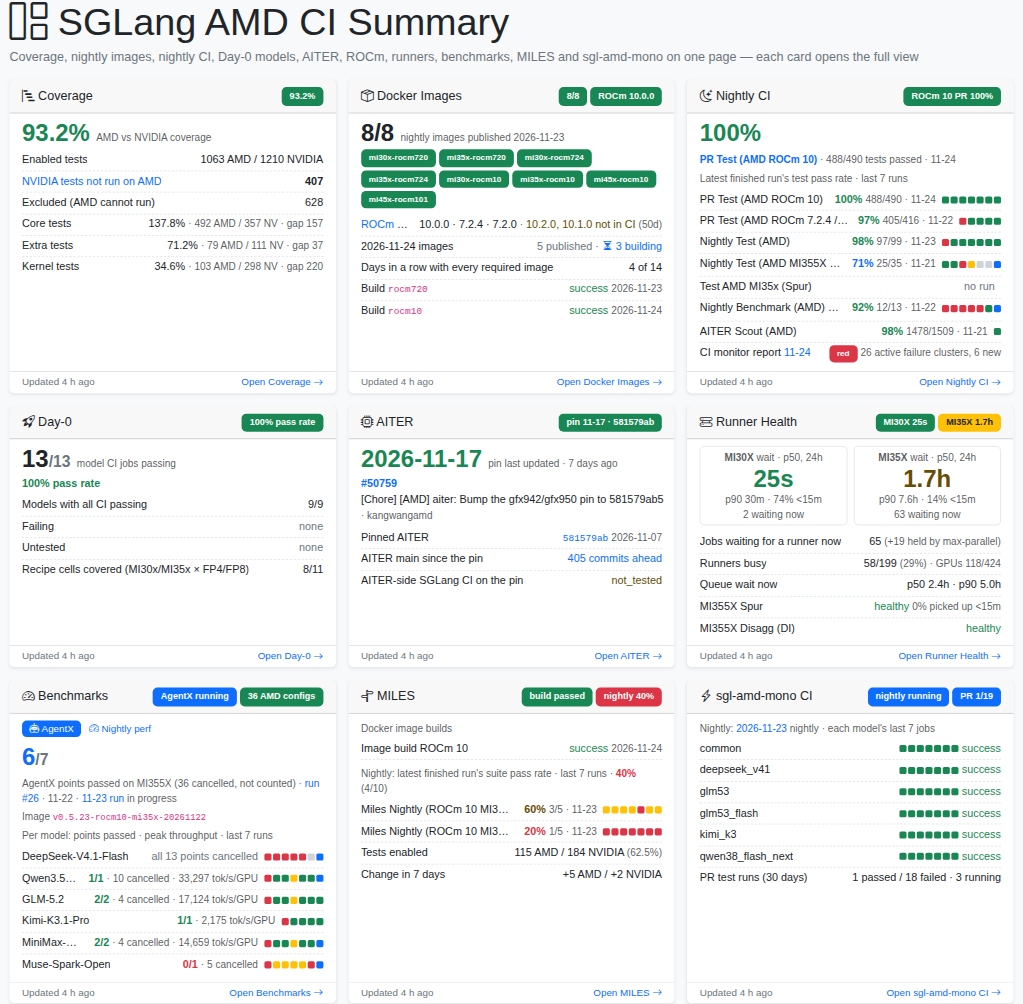 SGLang AMD CI Summary
Coverage, nightly images, nightly CI, Day-0 models, AITER, ROCm, runners, benchmarks, MILES and sgl-amd-mono on one page — each card opens the full view
Coverage 93.2%
93.2% AMD vs NVIDIA coverage
Enabled tests 1063 AMD / 1210 NVIDIA
NVIDIA tests not run on AMD 407
Excluded (AMD cannot run) 628
Core tests 137.8% · 492 AMD / 357 NV · gap 157
Extra tests 71.2% · 79 AMD / 111 NV · gap 37
Kernel tests 34.6% · 103 AMD / 298 NV · gap 220
Updated 4 h ago Open Coverage →
Docker Images 8/8 ROCm 10.0.0
8/8 nightly images published 2026-11-23
mi30x-rocm720 mi35x-rocm720 mi30x-rocm724
mi35x-rocm724 mi30x-rocm10 mi35x-rocm10 mi45x-rocm10
mi45x-rocm101
ROCm ... 10.0.0 · 7.2.4 · 7.2.0 · 10.2.0, 10.1.0 not in CI (50d)
2026-11-24 images 5 published · 3 building
Days in a row with every required image 4 of 14
Build rocm720 success 2026-11-23
Build rocm10 success 2026-11-24
Updated 4 h ago Open Docker Images →
Nightly CI ROCm 10 PR 100%
100%
PR Test (AMD ROCm 10) · 488/490 tests passed · 11-24
Latest finished run's test pass rate · last 7 runs
PR Test (AMD ROCm 10) 100% 488/490 · 11-24
PR Test (AMD ROCm 7.2.4 /... 97% 405/416 · 11-22
Nightly Test (AMD) 98% 97/99 · 11-23
Nightly Test (AMD MI355X ... 71% 25/35 · 11-21
Test AMD MI35x (Spur) no run
Nightly Benchmark (AMD) ... 92% 12/13 · 11-22
AITER Scout (AMD) 98% 1478/1509 · 11-21
CI monitor report 11-24 red 26 active failure clusters, 6 new
Updated 4 h ago Open Nightly CI →
Day-0 100% pass rate
13/13 model CI jobs passing
100% pass rate
Models with all CI passing 9/9
Failing none
Untested none
Recipe cells covered (MI30x/MI35x × FP4/FP8) 8/11
Updated 4 h ago Open Day-0 →
AITER pin 11-17 · 581579ab
2026-11-17 pin last updated · 7 days ago
#50759
[Chore] [AMD] aiter: Bump the gfx942/gfx950 pin to 581579ab5
· kangwangamd
Pinned AITER 581579ab 2026-11-07
AITER main since the pin 405 commits ahead
AITER-side SGLang CI on the pin not_tested
Updated 4 h ago Open AITER →
Runner Health MI30X 25s MI35X 1.7h
MI30X wait · p50, 24h
25s
p90 30m · 74% <15m
2 waiting now
MI35X wait · p50, 24h
1.7h
p90 7.6h · 14% <15m
63 waiting now
Jobs waiting for a runner now 65 (+19 held by max-parallel)
Runners busy 58/199 (29%) · GPUs 118/424
Queue wait now p50 2.4h · p90 5.0h
MI355X Spur healthy 0% picked up <15m
MI355X Disagg (DI) healthy
Updated 4 h ago Open Runner Health →
Benchmarks AgentX running 36 AMD configs
AgentX Nightly perf
6/7
AgentX points passed on MI355X (36 cancelled, not counted) · run
#26 · 11-22 · 11-23 run in progress
Image v0.5.23-rocm10-mi35x-20261122
Per model: points passed · peak throughput · last 7 runs
DeepSeek-V4.1-Flash all 13 points cancelled
Qwen3.5... 1/1 · 10 cancelled · 33,297 tok/s/GPU
GLM-5.2 2/2 · 4 cancelled · 17,124 tok/s/GPU
Kimi-K3.1-Pro 1/1 · 2,175 tok/s/GPU
MiniMax-... 2/2 · 4 cancelled · 14,659 tok/s/GPU
Muse-Spark-Open 0/1 · 5 cancelled
Updated 4 h ago Open Benchmarks →
MILES build passed nightly 40%
Docker image builds
Image build ROCm 10 success 2026-11-24
Nightly: latest finished run's suite pass rate · last 7 runs · 40%
(4/10)
Miles Nightly (ROCm 10 MI3... 60% 3/5 · 11-23
Miles Nightly (ROCm 10 MI3... 20% 1/5 · 11-23
Tests enabled 115 AMD / 184 NVIDIA (62.5%)
Change in 7 days +5 AMD / +2 NVIDIA
Updated 4 h ago Open MILES →
sgl-amd-mono CI nightly running PR 1/19
Nightly: 2026-11-23 nightly · each model's last 7 jobs
common success
deepseek_v41 success
glm53 success
glm53_flash success
kimi_k3 success
qwen38_flash_next success
PR test runs (30 days) 1 passed / 18 failed · 3 running
Updated 4 h ago Open sgl-amd-mono CI →